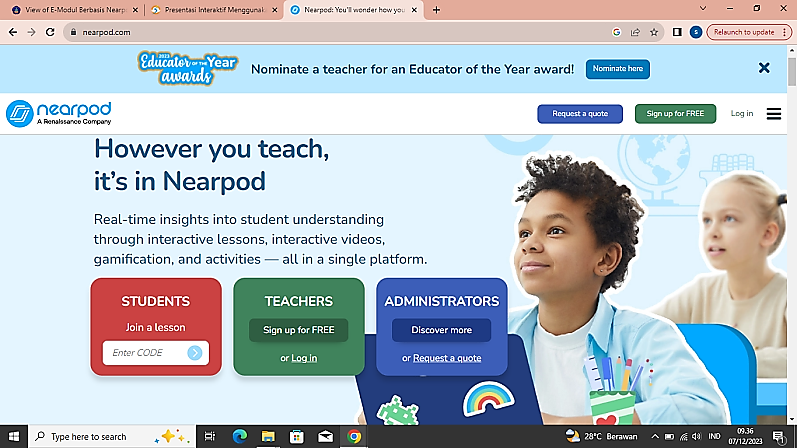 View of E-Modul Berbasis Nearp
Presentasi Interaktif Menggunak
Nearpod: You'll wonder how you
nearpod.com
Relaunch to update
2023
Educator OF THE Year
awards
Nominate a teacher for an Educator of the Year award!
Nominate here
nearpod
A Renaissance Company
Request a quote
Sign up for FREE
Log in
However you teach,
it's in Nearpod
Real-time insights into student understanding
through interactive lessons, interactive videos,
gamification, and activities — all in a single platform.
STUDENTS
Join a lesson
Enter CODE
TEACHERS
Sign up for FREE
or Log in
ADMINISTRATORS
Discover more
or Request a quote
Type here to search
28°C Berawan
IND
09.36
07/12/2023